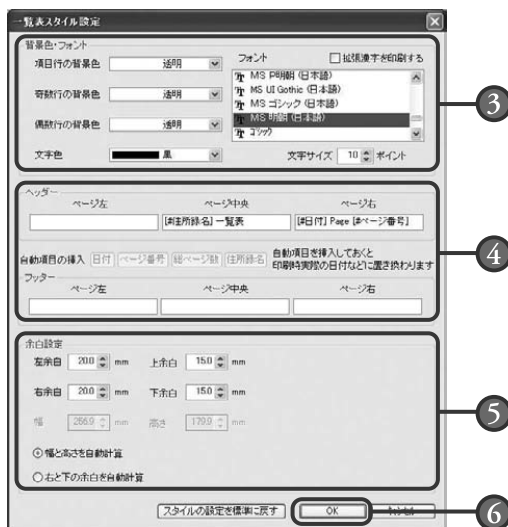 一覧表スタイル設定
背景色・フォント
項目行の背景色 透明
奇数行の背景色 透明
偶数行の背景色 透明
文字色 黒
フォント □拡張漢字を印刷する
MS P明朝 (日本語)
MS UI Gothic (日本語)
MS ゴシック (日本語)
MS 明朝 (日本語)
ゴシック
文字サイズ 10 ポイント
3
ヘッダー
ページ左 ページ中央 ページ右
[#住所録名] 一覧表 [#日付] Page [#ページ番号]
自動項目の挿入 日付 ページ番号 総ページ数 住所録名 自動項目を挿入しておくと
印刷時実際の日付などに置き換わります
4
フッター
ページ左 ページ中央 ページ右
余白設定
左余白 20.0 mm 上余白 15.0 mm
右余白 20.0 mm 下余白 15.0 mm
幅 256.9 mm 高さ 179.9 mm
幅と高さを自動計算
右と下の余白を自動計算
5
スタイルの設定を標準に戻す OK キャンセル
6